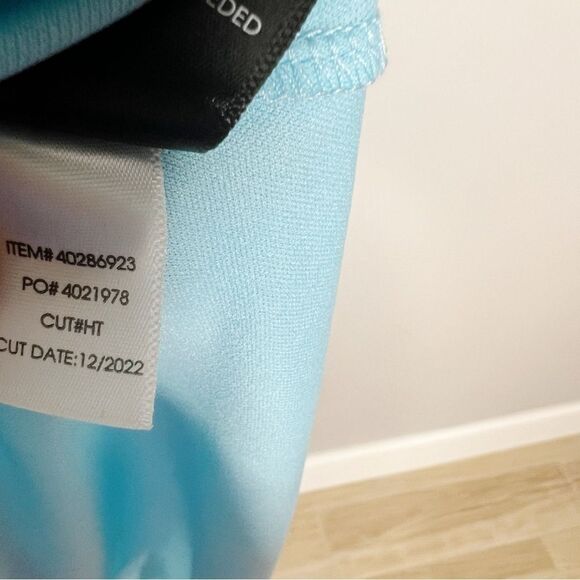 ITEM# 40286923
PO# 4021978
CUT#HT
CUT DATE:12/2022